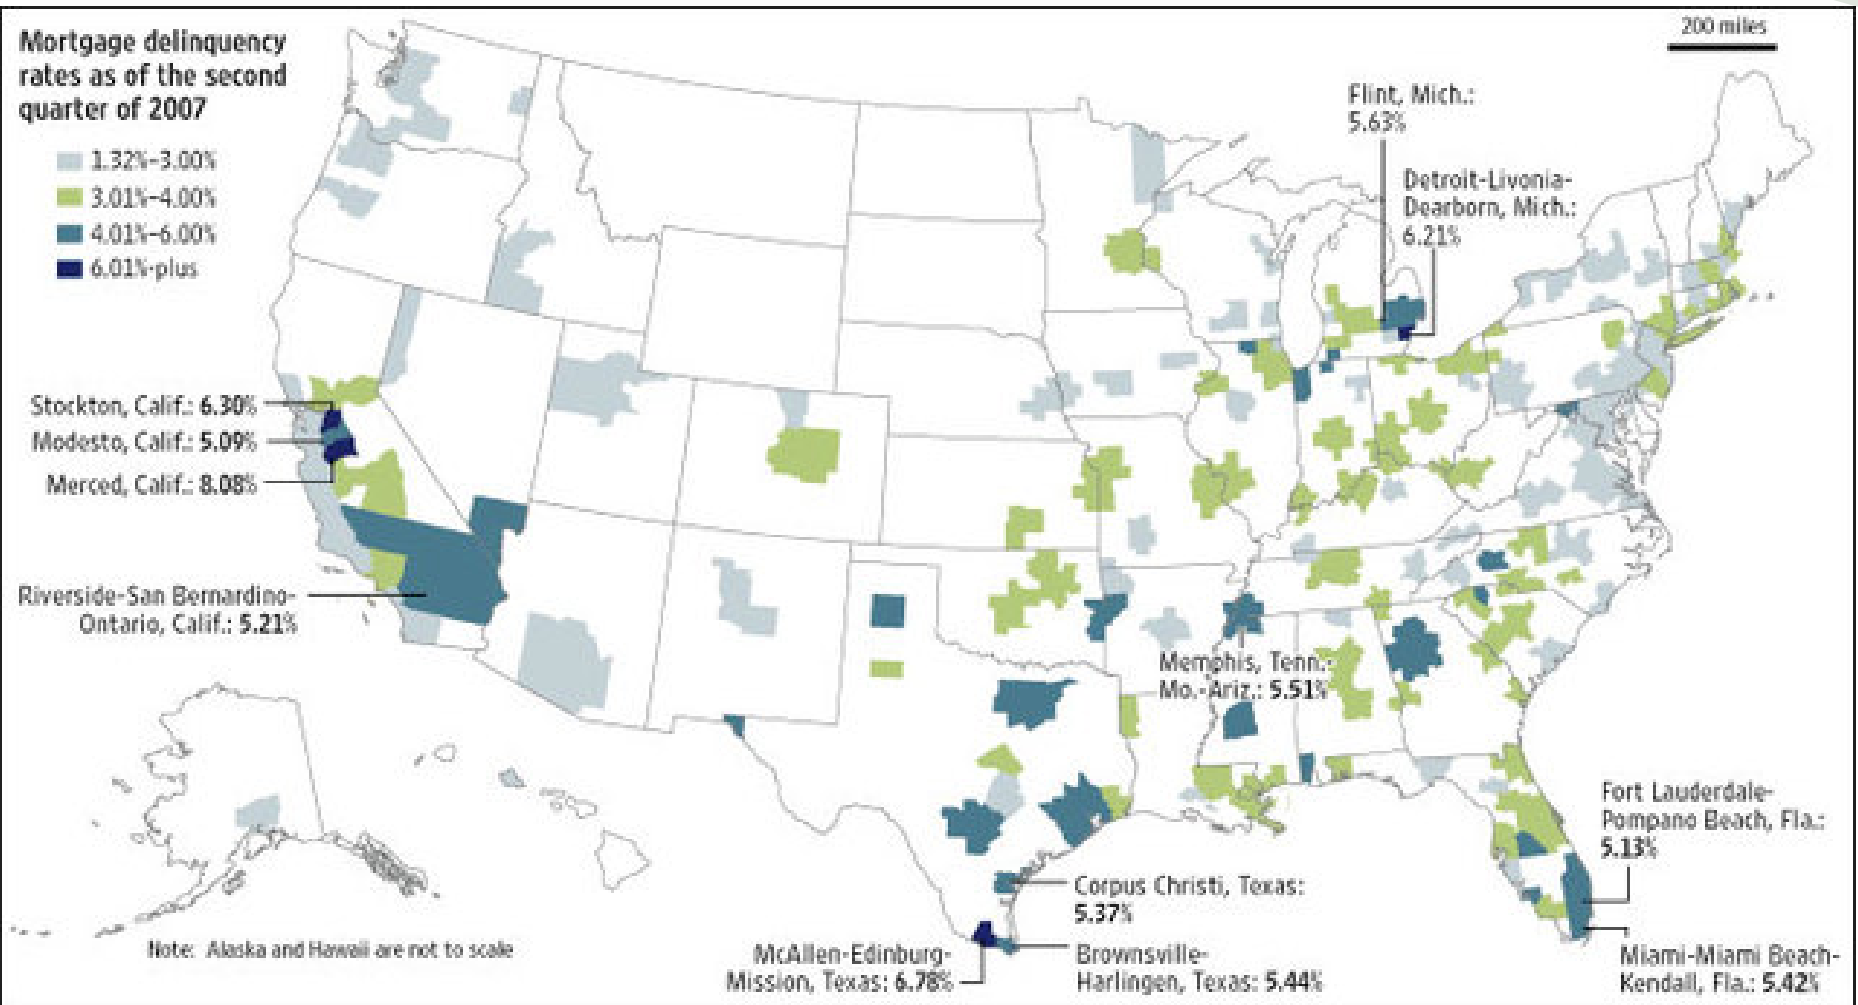 Mortgage delinquency
rates as of the second
quarter of 2007
1.32%-3.00%
3.01%-4.00%
4.01%-6.00%
6.01%-plus
200 miles
Flint, Mich.:
5.63%
Detroit-Livonia-
Dearborn, Mich.:
6.21%
Stockton, Calif.: 6.30%
Modesto, Calif.: 5.09%
Merced, Calif.: 8.08%
Riverside-San Bernardino-
Ontario, Calif.: 5.21%
Memphis, Tenn.-
Mo.-Ariz.: 5.51%
Fort Lauderdale-
Pompano Beach, Fla.:
5.13%
Corpus Christi, Texas:
5.37%
McAllen-Edinburg-
Mission, Texas: 6.78%
Brownsville-
Harlingen, Texas: 5.44%
Miami-Miami Beach-
Kendall, Fla.: 5.42%
Note: Alaska and Hawaii are not to scale